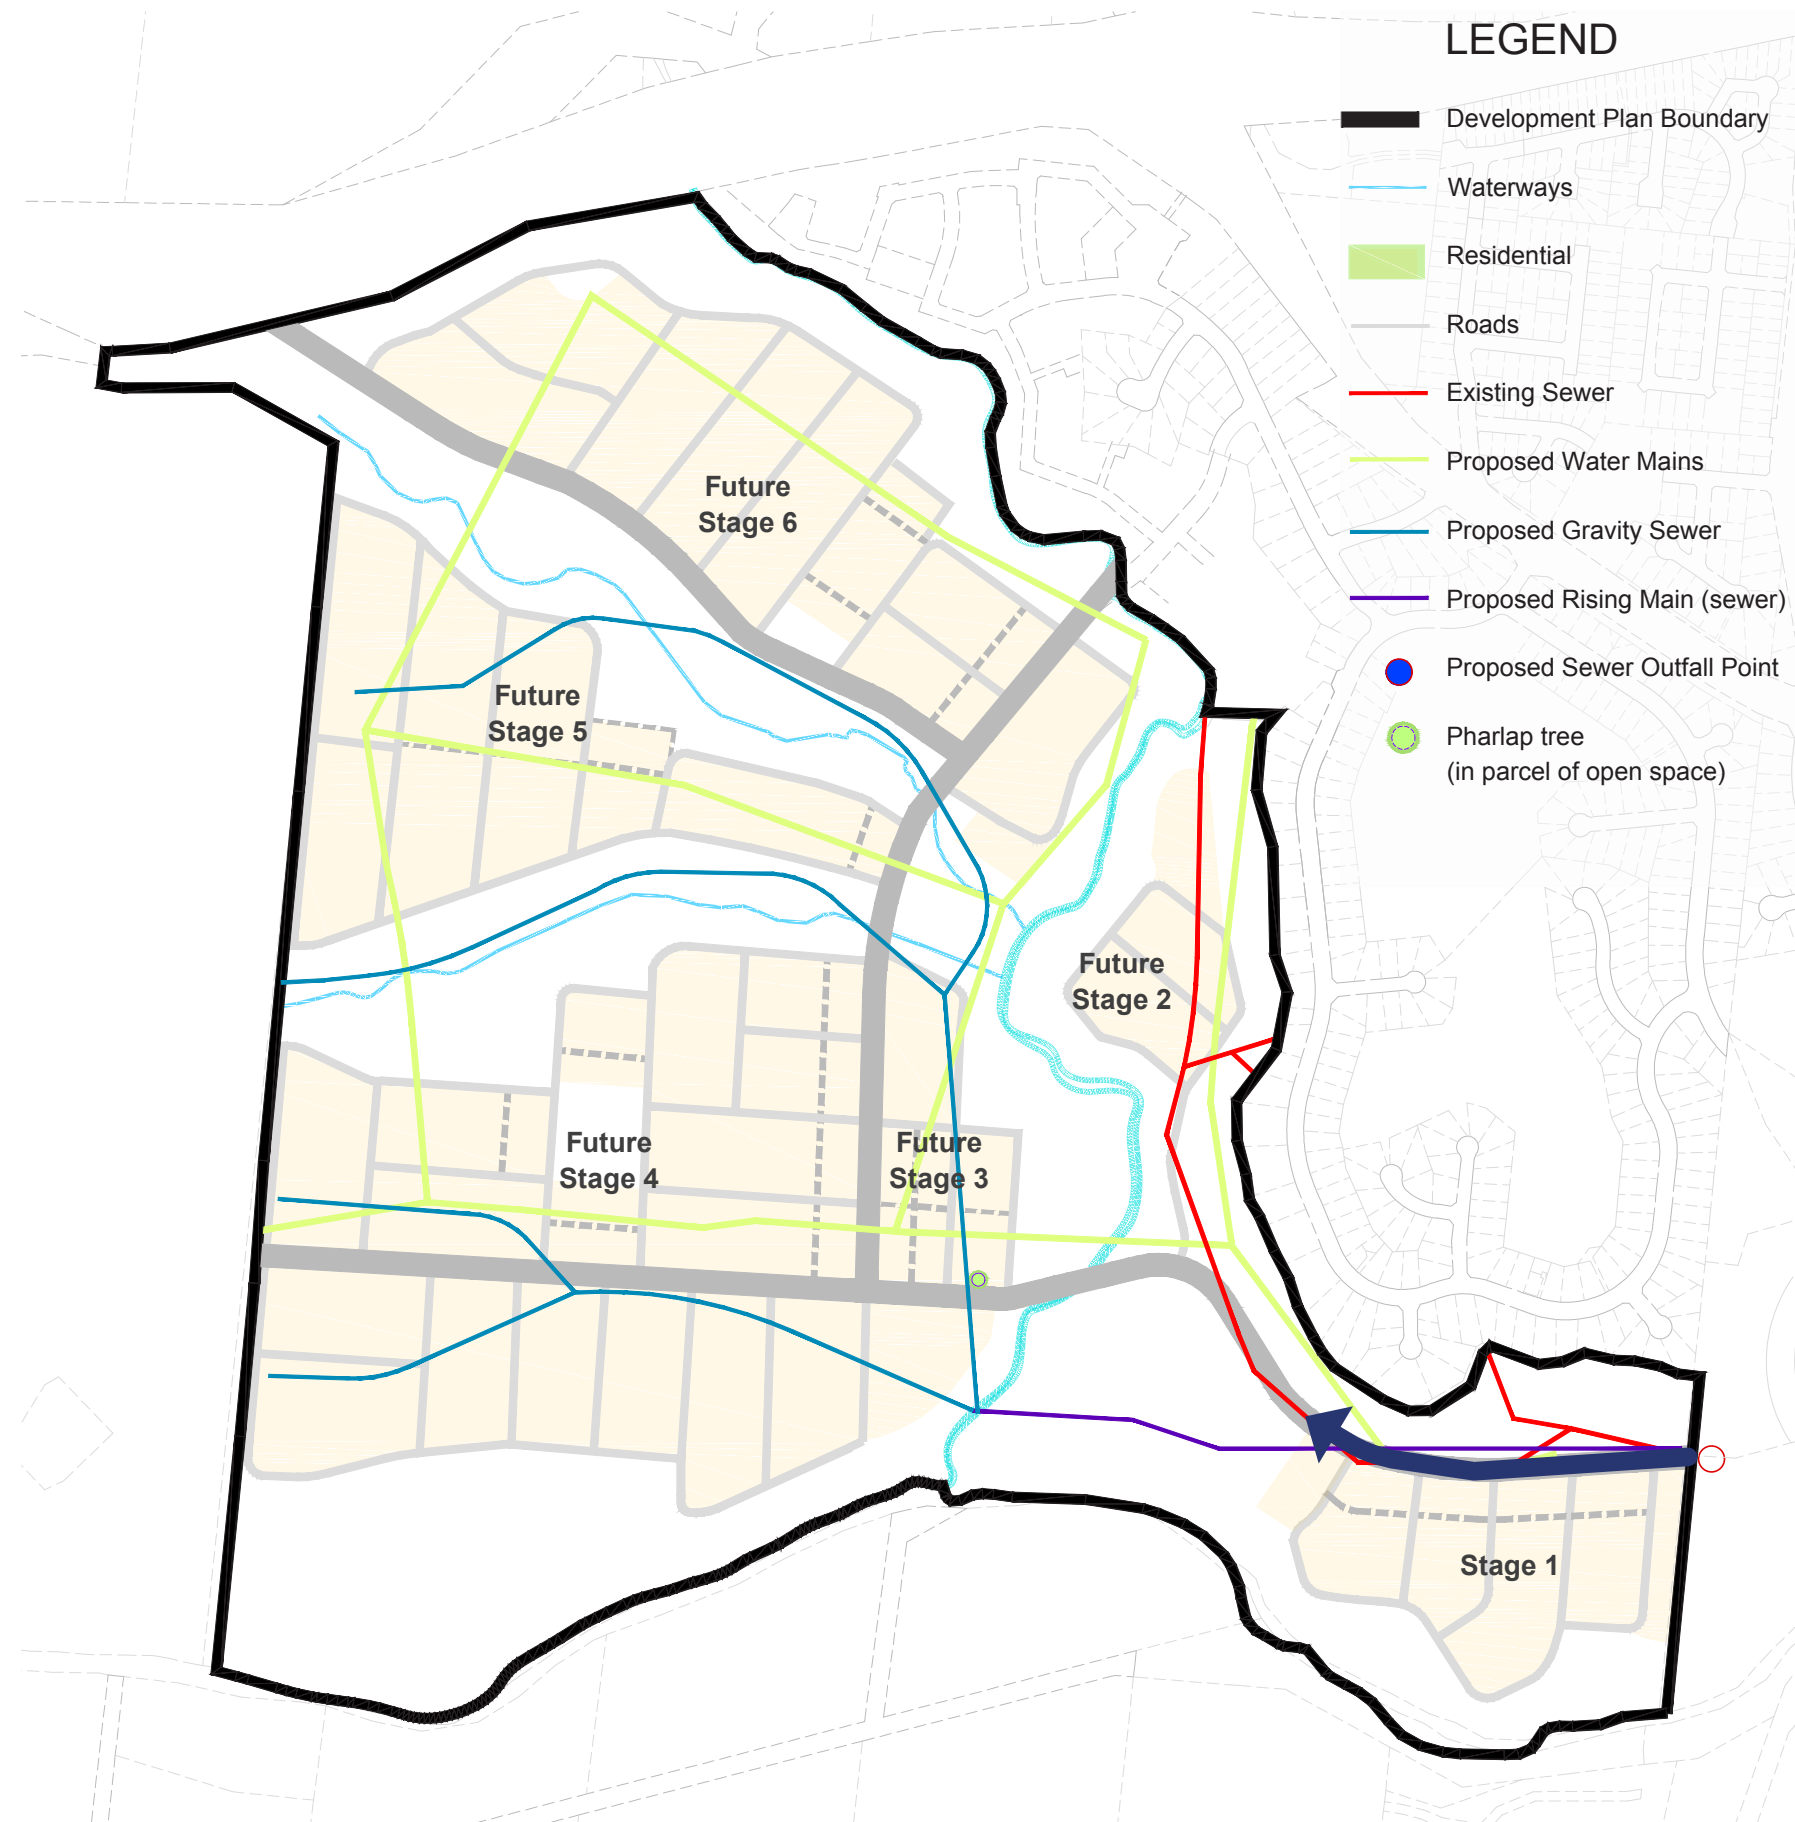 LEGEND
Development Plan Boundary
Waterways
Residential
Roads
Existing Sewer
Proposed Water Mains
Proposed Gravity Sewer
Proposed Rising Main (sewer)
Proposed Sewer Outfall Point
Pharlap tree
(in parcel of open space)
Future
Stage 6
Future
Stage 5
Future
Stage 2
Future
Stage 4
Future
Stage 3
Stage 1